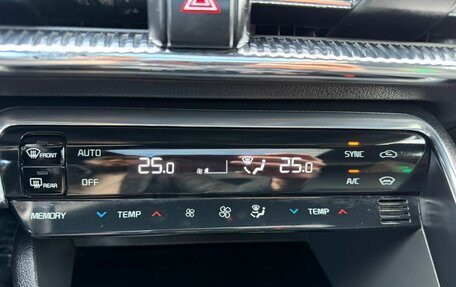 FRONT AUTO SYNC
25.0 25.0
REAR OFF A/C
MEMORY TEMP TEMP